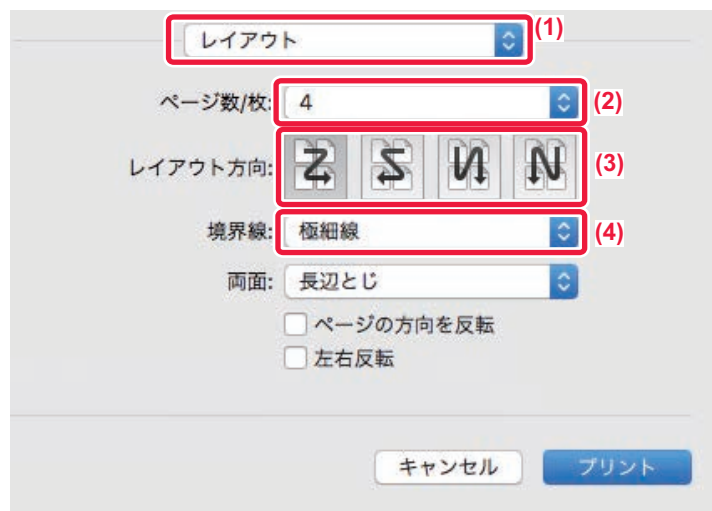 レイアウト (1)
ページ数/枚: 4 (2)
レイアウト方向: (3)
境界線: 極細線 (4)
両面: 長辺とじ
ページの方向を反転
左右反転
キャンセル プリント